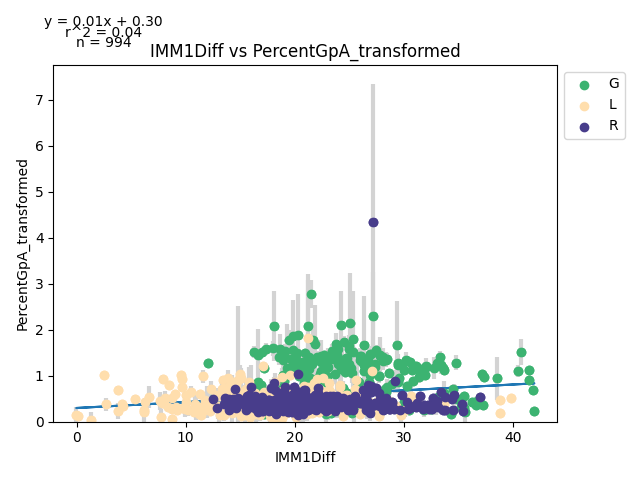 y = 0.01x + 0.30
r^2 = 0.04
n = 994
IMM1Diff vs PercentGpA_transformed
G
L
R
PercentGpA_transformed
7
6
5
4
3
2
1
0
0 10 20 30 40
IMM1Diff